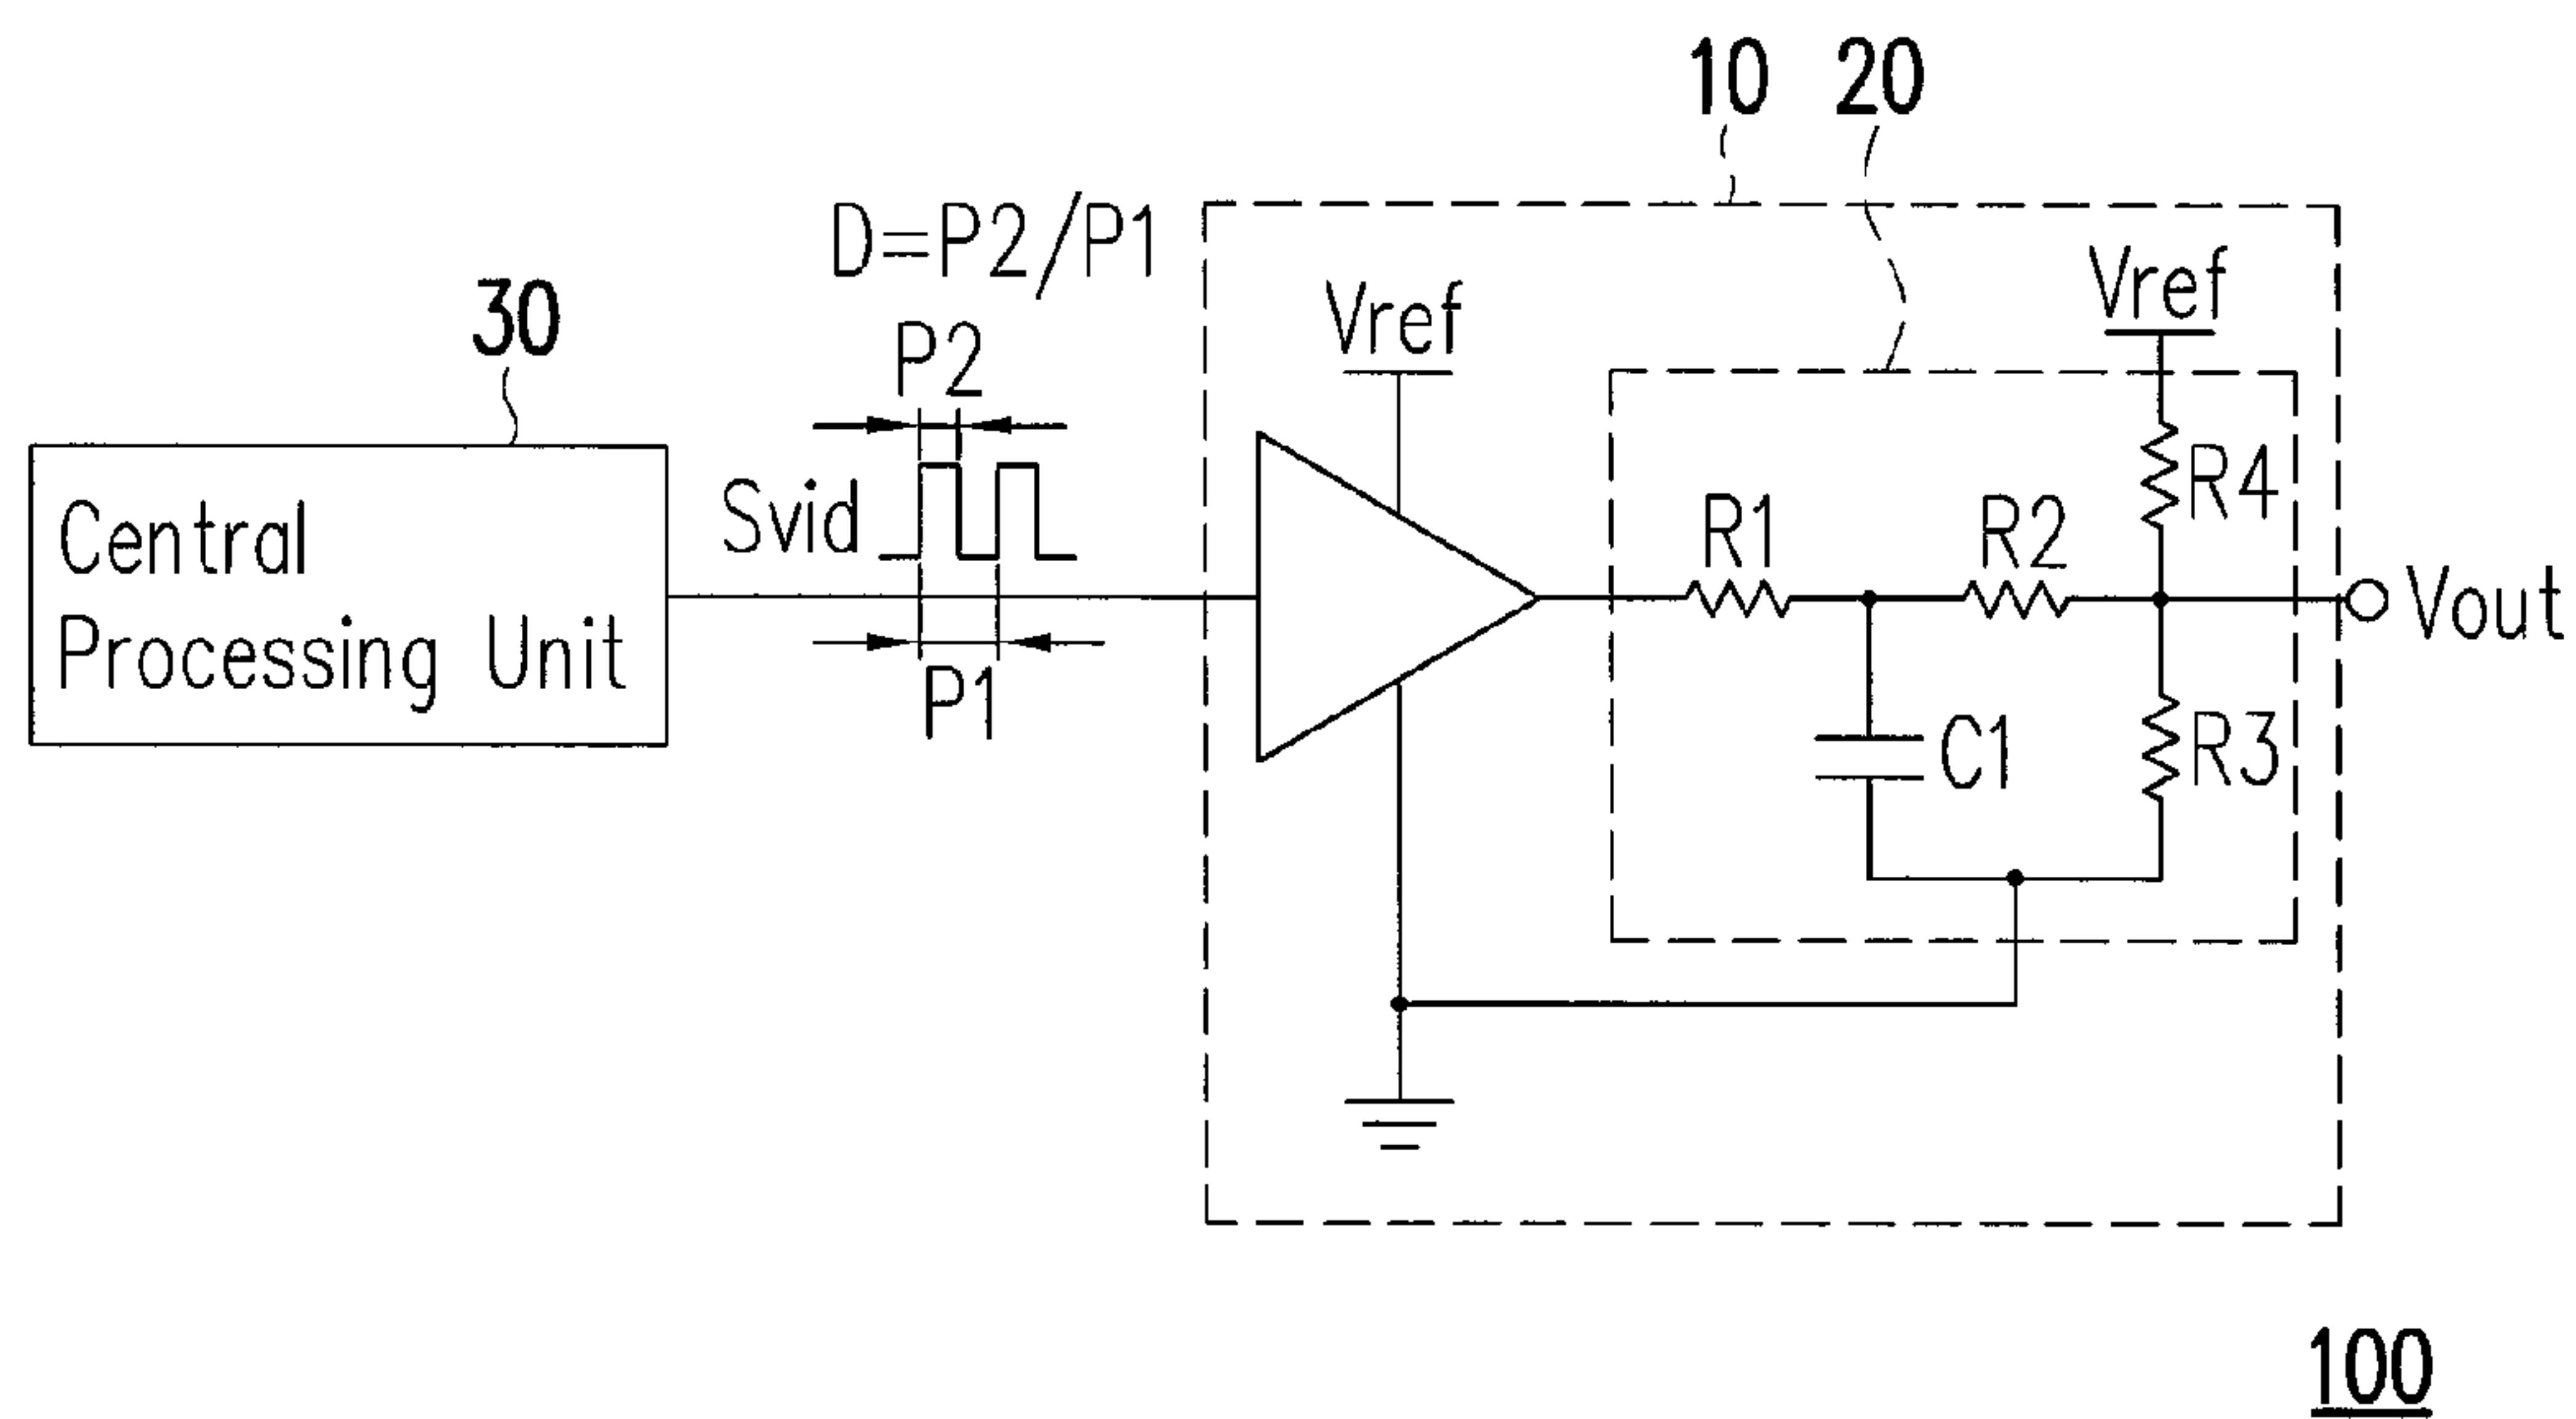 10 20
D=P2/P1
Vref
Vref
30
P2
R4
Svid
R1
R2
Central
Processing Unit
Vout
P1
C1
R3
100